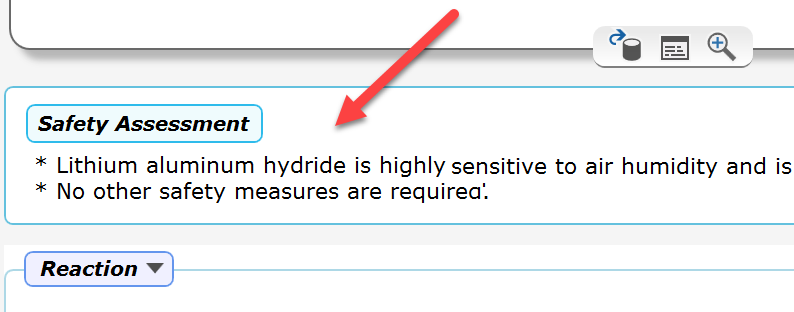 Safety Assessment
* Lithium aluminum hydride is highly sensitive to air humidity and is
* No other safety measures are required.
Reaction